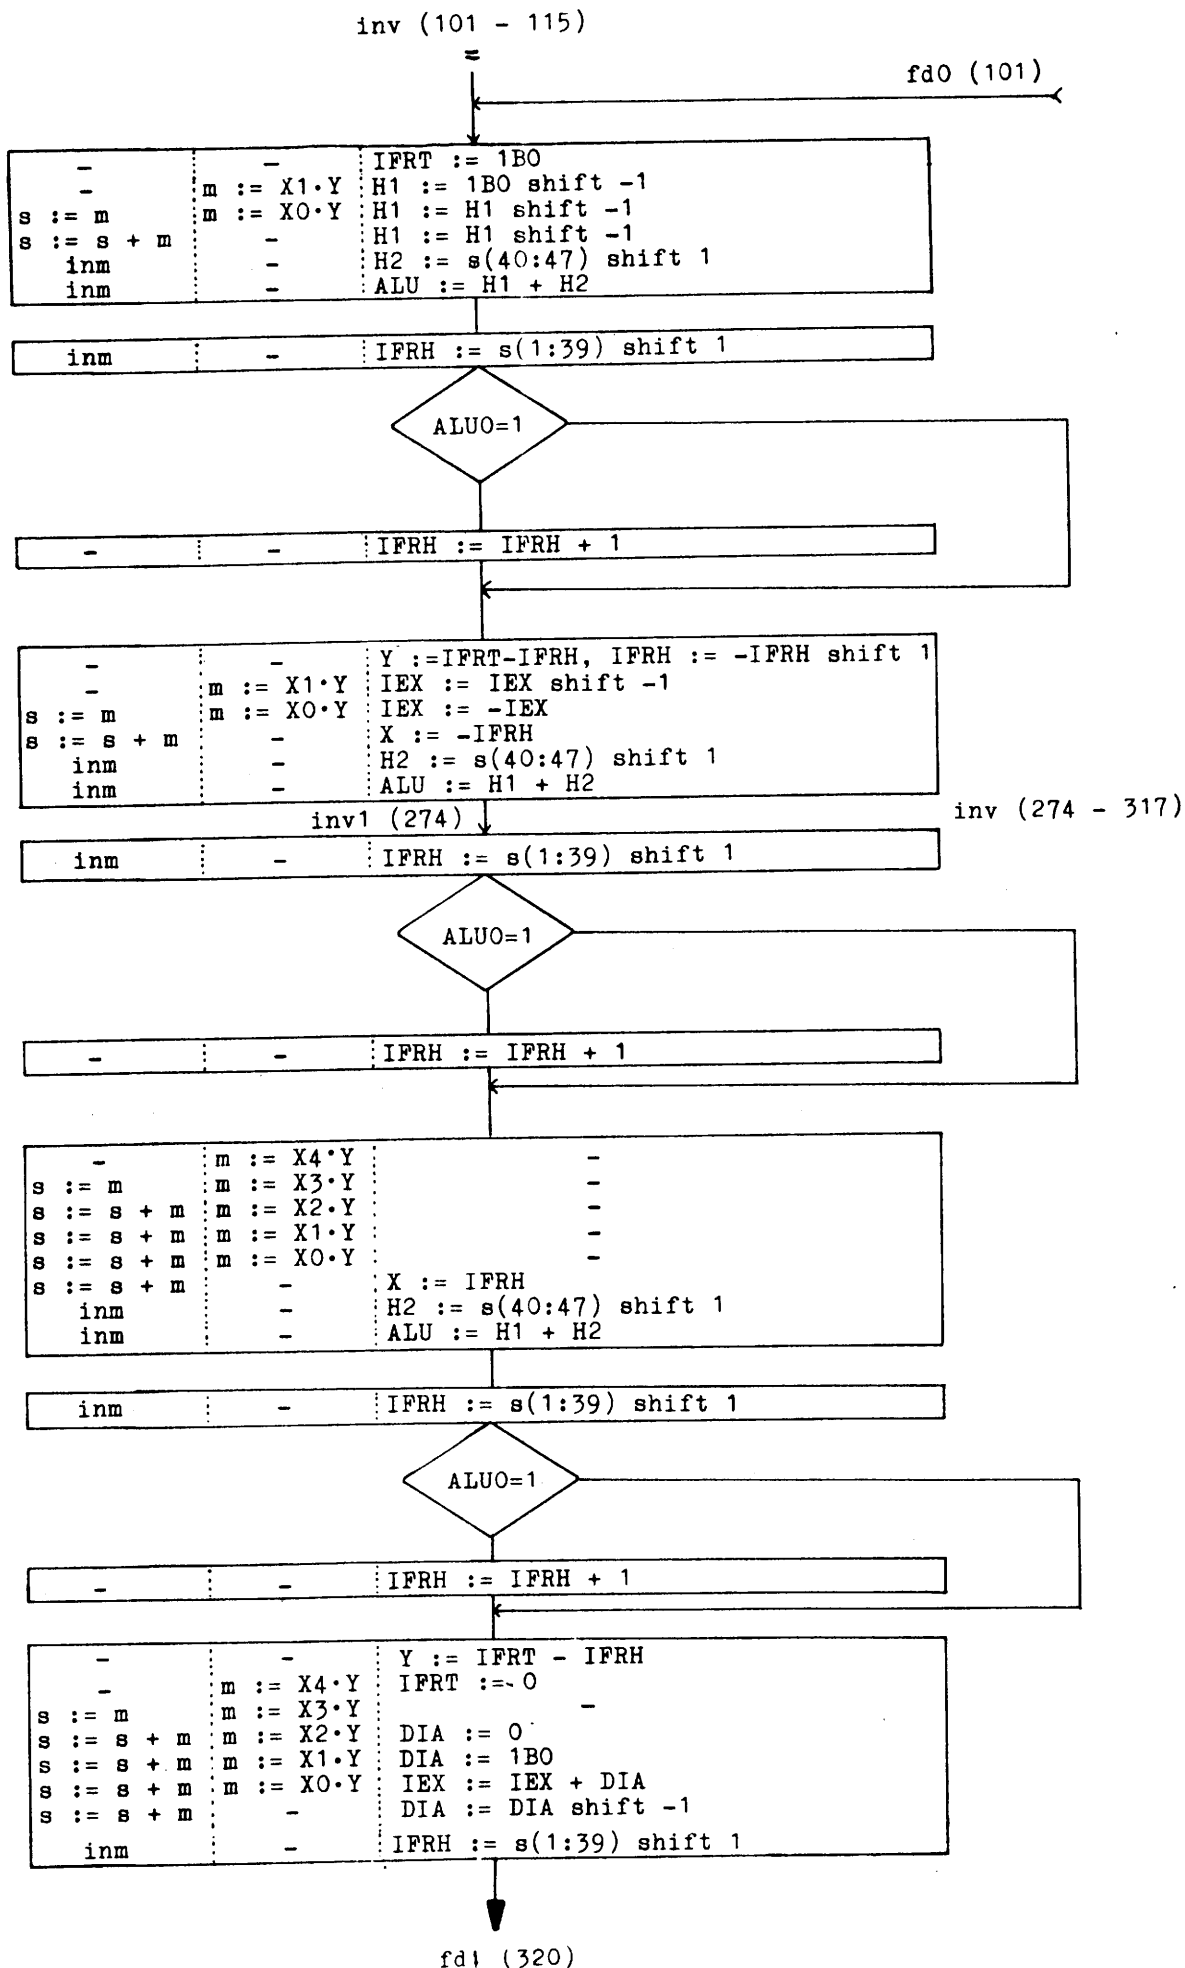 inv (101 - 115)
=
fd0 (101)
- - IFRT := 1B0
- m := X1·Y H1 := 1B0 shift -1
s := m m := X0·Y H1 := H1 shift -1
s := s + m - H1 := H1 shift -1
inm - H2 := s(40:47) shift 1
inm - ALU := H1 + H2
inm - IFRH := s(1:39) shift 1
ALU0=1
- - IFRH := IFRH + 1
- - Y :=IFRT-IFRH, IFRH := -IFRH shift 1
- m := X1·Y IEX := IEX shift -1
s := m m := X0·Y IEX := -IEX
s := s + m - X := -IFRH
inm - H2 := s(40:47) shift 1
inm - ALU := H1 + H2
inv1 (274)
inv (274 - 317)
inm - IFRH := s(1:39) shift 1
ALU0=1
- - IFRH := IFRH + 1
- m := X4·Y -
s := m m := X3·Y -
s := s + m m := X2·Y -
s := s + m m := X1·Y -
s := s + m m := X0·Y -
s := s + m - X := IFRH
inm - H2 := s(40:47) shift 1
inm - ALU := H1 + H2
inm - IFRH := s(1:39) shift 1
ALU0=1
- - IFRH := IFRH + 1
- - Y := IFRT - IFRH
- m := X4·Y IFRT := 0
s := m m := X3·Y -
s := s + m m := X2·Y DIA := 0
s := s + m m := X1·Y DIA := 1B0
s := s + m m := X0·Y IEX := IEX + DIA
s := s + m - DIA := DIA shift -1
inm - IFRH := s(1:39) shift 1
fd1 (320)